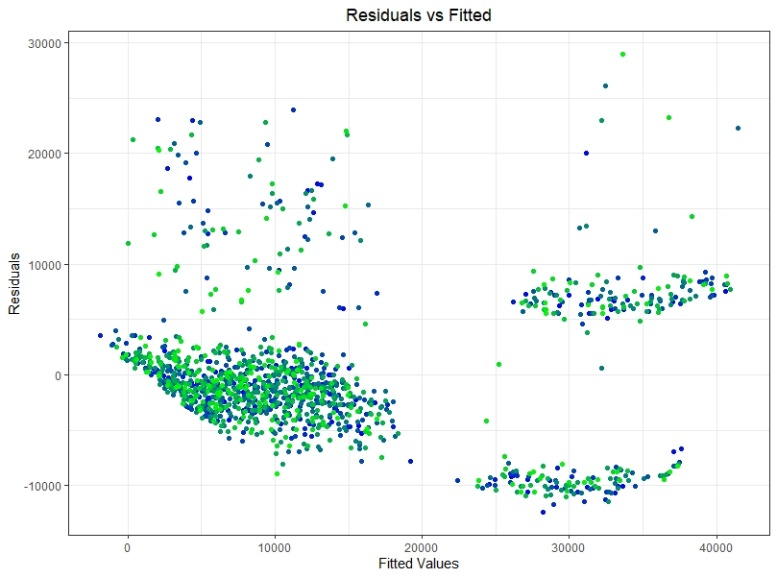 Residuals vs Fitted
30000
20000
10000
0
-10000
Residuals
0 10000 20000 30000 40000
Fitted Values